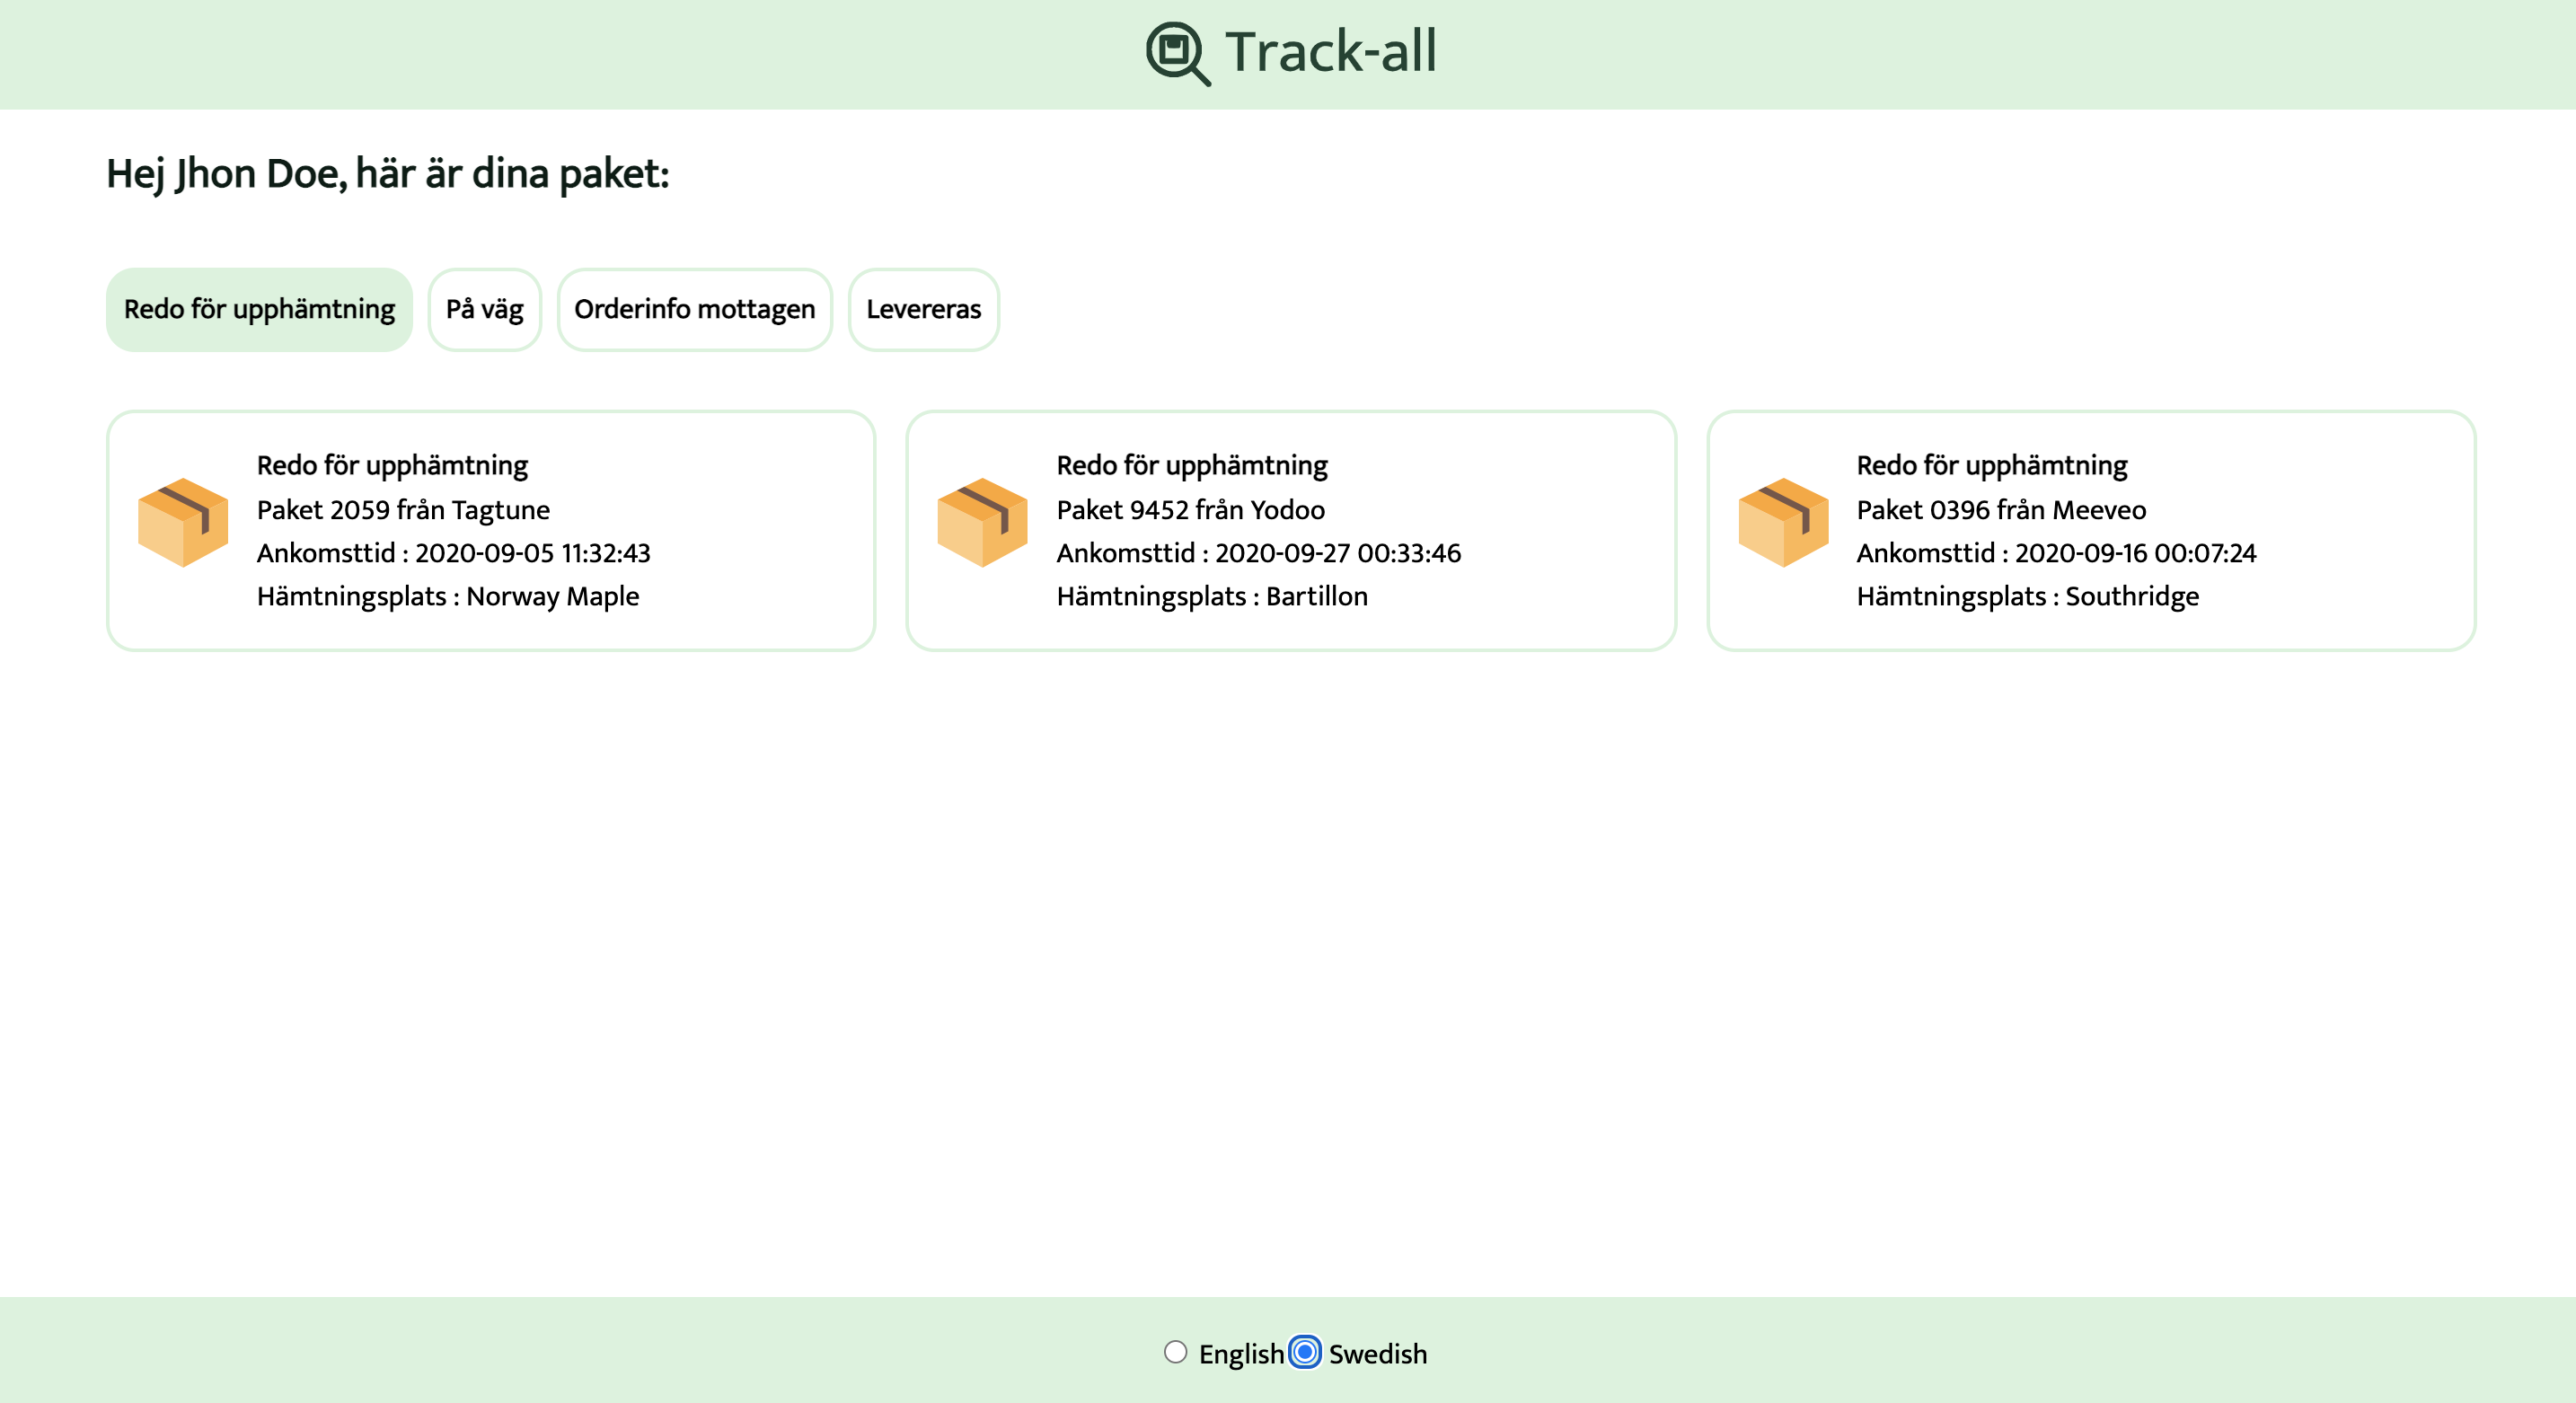 Track-all
Hej Jhon Doe, här är dina paket:
Redo för upphämtning
På väg
Orderinfo mottagen
Levereras
Redo för upphämtning
Paket 2059 från Tagtune
Ankomsttid : 2020-09-05 11:32:43
Hämtningsplats : Norway Maple
Redo för upphämtning
Paket 9452 från Yodoo
Ankomsttid : 2020-09-27 00:33:46
Hämtningsplats : Bartillon
Redo för upphämtning
Paket 0396 från Meeveo
Ankomsttid : 2020-09-16 00:07:24
Hämtningsplats : Southridge
English
Swedish